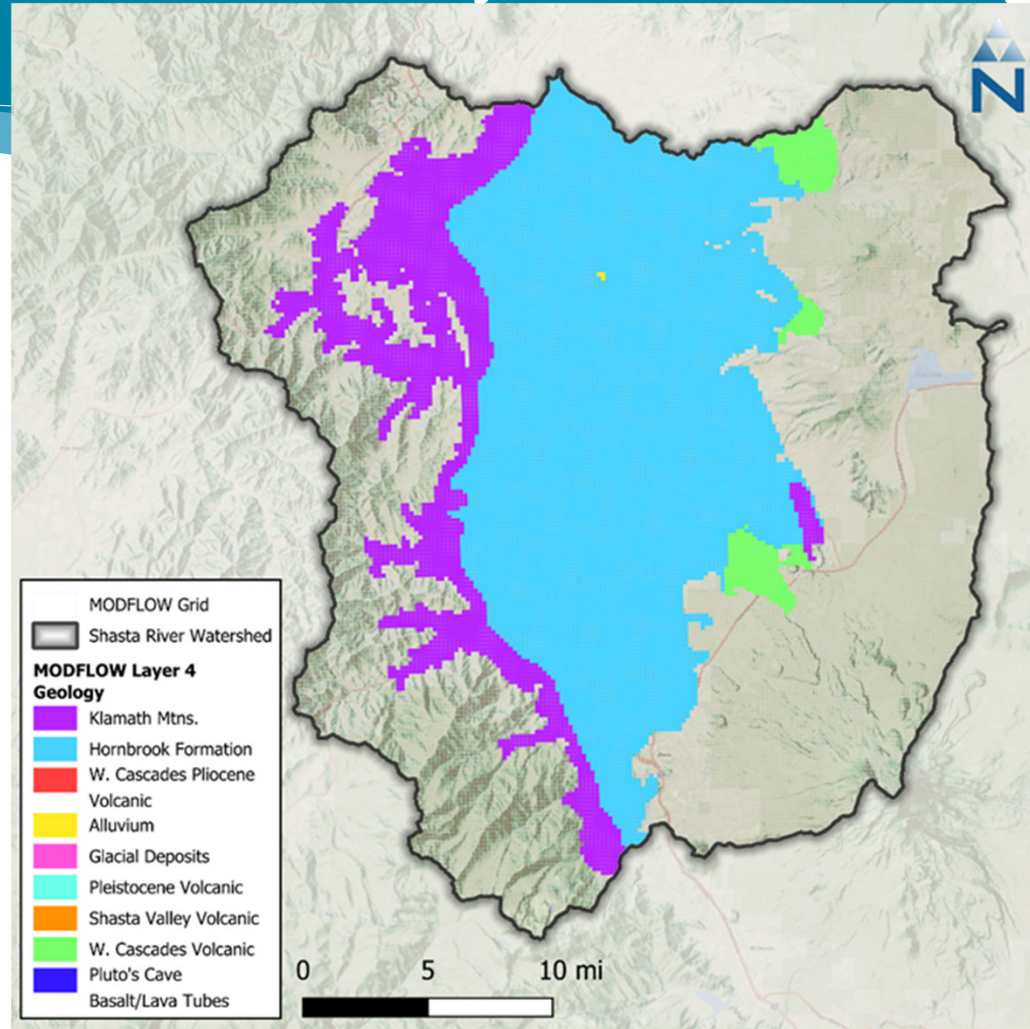 N
MODFLOW Grid
Shasta River Watershed
MODFLOW Layer 4
Geology
Klamath Mtns.
Hornbrook Formation
W. Cascades Pliocene
Volcanic
Alluvium
Glacial Deposits
Pleistocene Volcanic
Shasta Valley Volcanic
W. Cascades Volcanic
Pluto's Cave
Basalt/Lava Tubes
0 5 10 mi